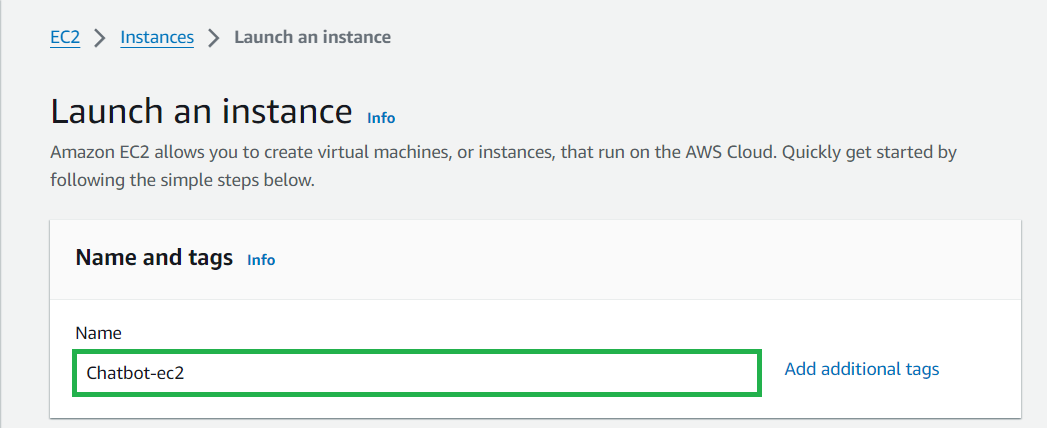 EC2 > Instances > Launch an instance
Launch an instance Info
Amazon EC2 allows you to create virtual machines, or instances, that run on the AWS Cloud. Quickly get started by
following the simple steps below.
Name and tags Info
Name
Chatbot-ec2 Add additional tags